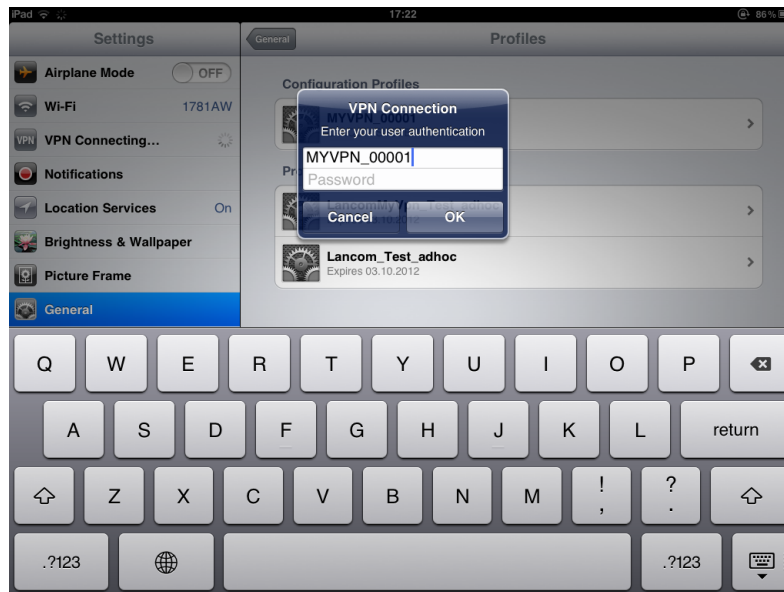 iPad 17:22 86%
Settings
Airplane Mode OFF
Wi-Fi 1781AW
VPN VPN Connecting...
Notifications
Location Services On
Brightness & Wallpaper
Picture Frame
General
General Profiles
Configuration Profiles
MYVPN_00001
VPN Connection
Enter your user authentication
MYVPN_00001
Password
LancomMyVpn_Test_adhoc
Cancel OK
Lancom_Test_adhoc
Expires 03.10.2012
Q W E R T Y U I O P
A S D F G H J K L return
Z X C V B N M ! , ? .
.?123 .?123